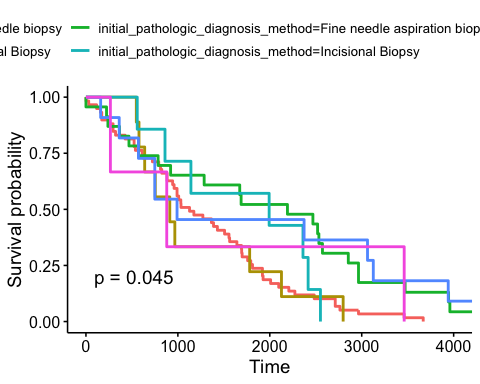 edle biopsy initial_pathologic_diagnosis_method=Fine needle aspiration biop
al Biopsy initial_pathologic_diagnosis_method=Incisional Biopsy
1.00
0.75
0.50
0.25
0.00
Survival probability
p = 0.045
0 1000 2000 3000 4000
Time